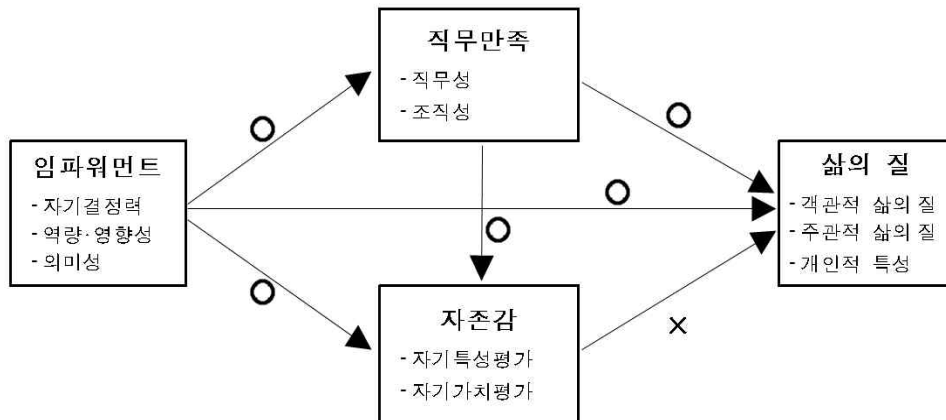 직무만족
- 직무성
- 조직성
임파워먼트
- 자기결정력
- 역량·영향성
- 의미성
삶의 질
- 객관적 삶의 질
- 주관적 삶의 질
- 개인적 특성
자존감
- 자기특성평가
- 자기가치평가